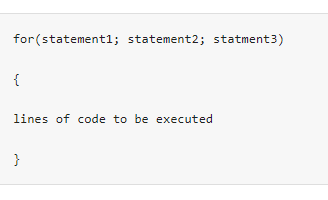 for(statement1; statement2; statment3)
{
lines of code to be executed
}